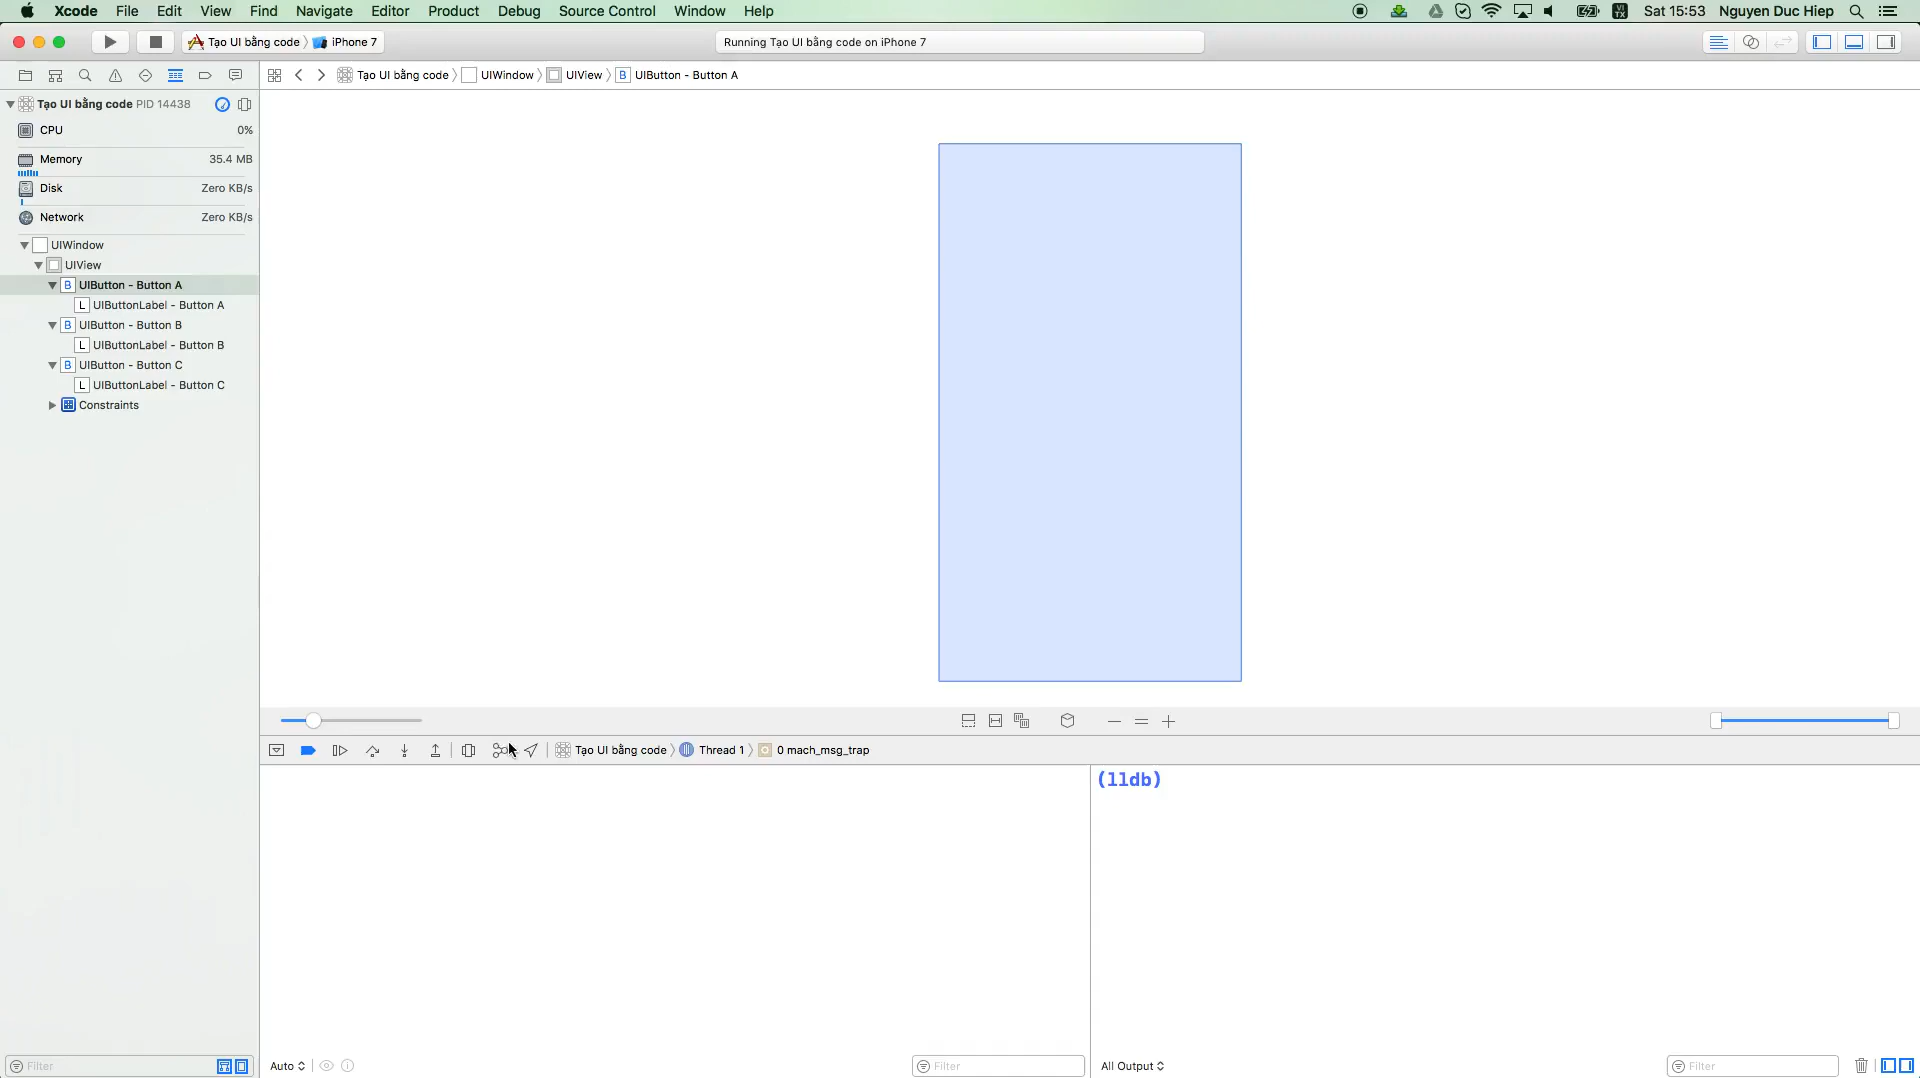 Xcode File Edit View Find Navigate Editor Product Debug Source Control Window Help
VI
TX
Sat 15:53 Nguyen Duc Hiep
Tạo UI bằng code iPhone 7
Running Tạo UI bằng code on iPhone 7
Tạo UI bằng code UIWindow UIView B UIButton - Button A
Tạo UI bằng code PID 14438
CPU 0%
Memory 35.4 MB
Disk Zero KB/s
Network Zero KB/s
UIWindow
UIView
B UIButton - Button A
L UIButtonLabel - Button A
B UIButton - Button B
L UIButtonLabel - Button B
B UIButton - Button C
L UIButtonLabel - Button C
Constraints
Tạo UI bằng code Thread 1 0 mach_msg_trap
(lldb)
Filter
Auto
Filter
All Output
Filter